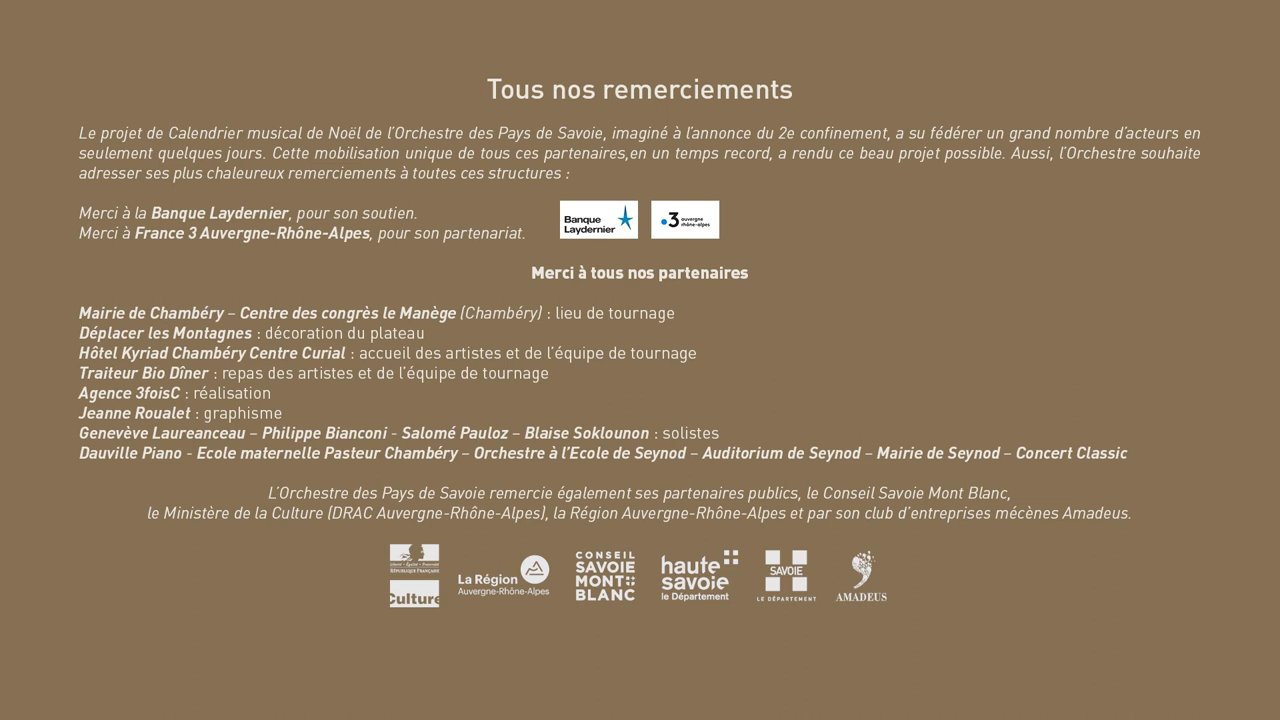 Tous nos remerciements
Le projet de Calendrier musical de Noël de l'Orchestre des Pays de Savoie, imaginé à l'annonce du 2e confinement, a su fédérer un grand nombre d'acteurs en
seulement quelques jours. Cette mobilisation unique de tous ces partenaires,en un temps record, a rendu ce beau projet possible. Aussi, l'Orchestre souhaite
adresser ses plus chaleureux remerciements à toutes ces structures :
Merci à la Banque Laydernier, pour son soutien.
Merci à France 3 Auvergne-Rhône-Alpes, pour son partenariat.
Banque
Laydernier
3 auvergne
rhône-alpes
Merci à tous nos partenaires
Mairie de Chambéry – Centre des congrès le Manège (Chambéry) : lieu de tournage
Déplacer les Montagnes : décoration du plateau
Hôtel Kyriad Chambéry Centre Curial : accueil des artistes et de l'équipe de tournage
Traiteur Bio Dîner : repas des artistes et de l'équipe de tournage
Agence 3foisC : réalisation
Jeanne Roualet : graphisme
Genevève Laureanceau – Philippe Bianconi - Salomé Pauloz – Blaise Soklounon : solistes
Dauville Piano - Ecole maternelle Pasteur Chambéry – Orchestre à l'Ecole de Seynod – Auditorium de Seynod – Mairie de Seynod – Concert Classic
L'Orchestre des Pays de Savoie remercie également ses partenaires publics, le Conseil Savoie Mont Blanc,
le Ministère de la Culture (DRAC Auvergne-Rhône-Alpes), la Région Auvergne-Rhône-Alpes et par son club d'entreprises mécènes Amadeus.
Liberté • Égalité • Fraternité
RÉPUBLIQUE FRANÇAISE
Culture
La Région
Auvergne-Rhône-Alpes
CONSEIL
SAVOIE
MONT
BLANC
haute
savoie
le Département
SAVOIE
LE DÉPARTEMENT
AMADEUS